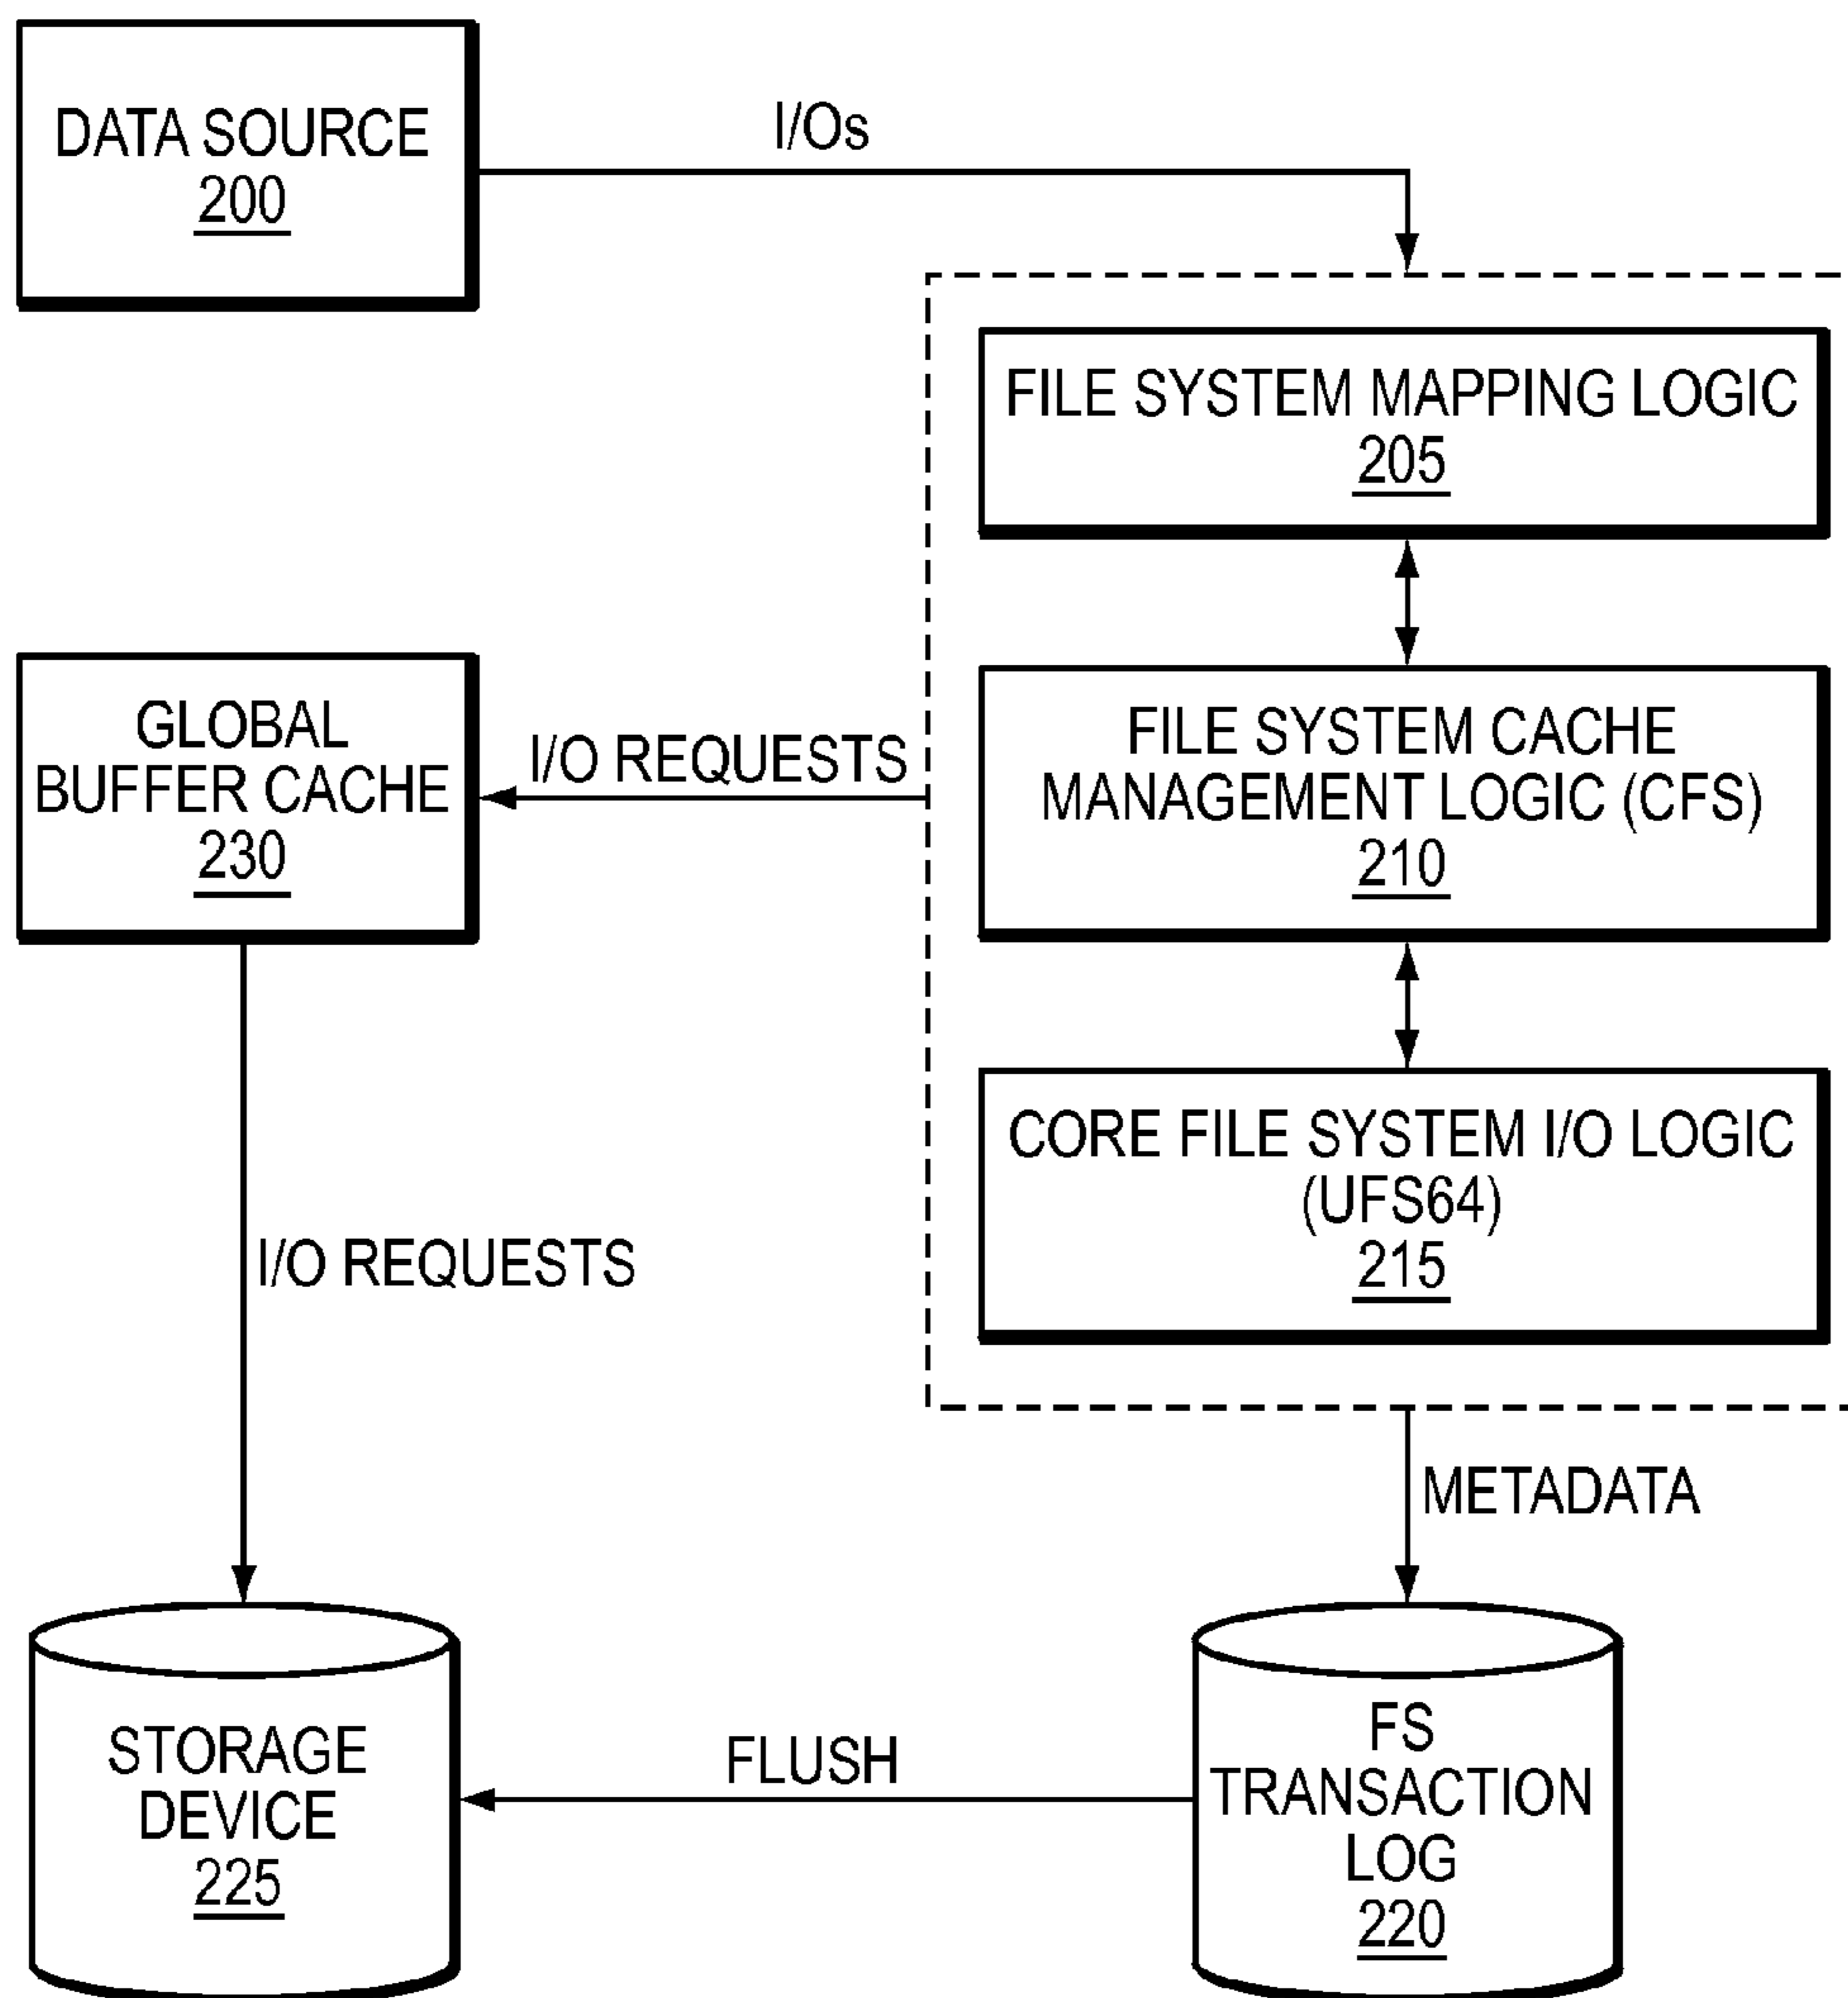 DATA SOURCE
200
I/Os
FILE SYSTEM MAPPING LOGIC
205
GLOBAL
BUFFER CACHE
230
I/O REQUESTS
FILE SYSTEM CACHE
MANAGEMENT LOGIC (CFS)
210
CORE FILE SYSTEM I/O LOGIC
(UFS64)
215
I/O REQUESTS
METADATA
STORAGE
DEVICE
225
FLUSH
FS
TRANSACTION
LOG
220